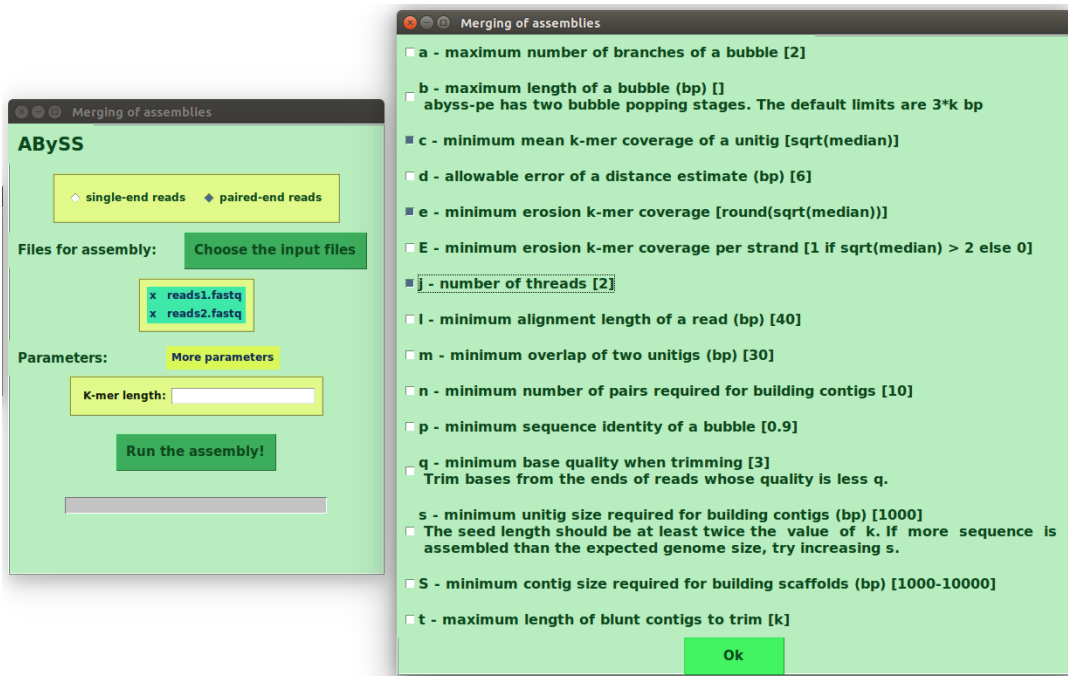 Merging of assemblies
ABySS
single-end reads paired-end reads
Files for assembly: Choose the input files
x reads1.fastq
x reads2.fastq
Parameters: More parameters
K-mer length:
Run the assembly!
Merging of assemblies
a - maximum number of branches of a bubble [2]
b - maximum length of a bubble (bp) []
abyss-pe has two bubble popping stages. The default limits are 3*k bp
c - minimum mean k-mer coverage of a unitig [sqrt(median)]
d - allowable error of a distance estimate (bp) [6]
e - minimum erosion k-mer coverage [round(sqrt(median))]
E - minimum erosion k-mer coverage per strand [1 if sqrt(median) > 2 else 0]
j - number of threads [2]
l - minimum alignment length of a read (bp) [40]
m - minimum overlap of two unitigs (bp) [30]
n - minimum number of pairs required for building contigs [10]
p - minimum sequence identity of a bubble [0.9]
q - minimum base quality when trimming [3]
Trim bases from the ends of reads whose quality is less q.
s - minimum unitig size required for building contigs (bp) [1000]
The seed length should be at least twice the value of k. If more sequence is
assembled than the expected genome size, try increasing s.
S - minimum contig size required for building scaffolds (bp) [1000-10000]
t - maximum length of blunt contigs to trim [k]
Ok